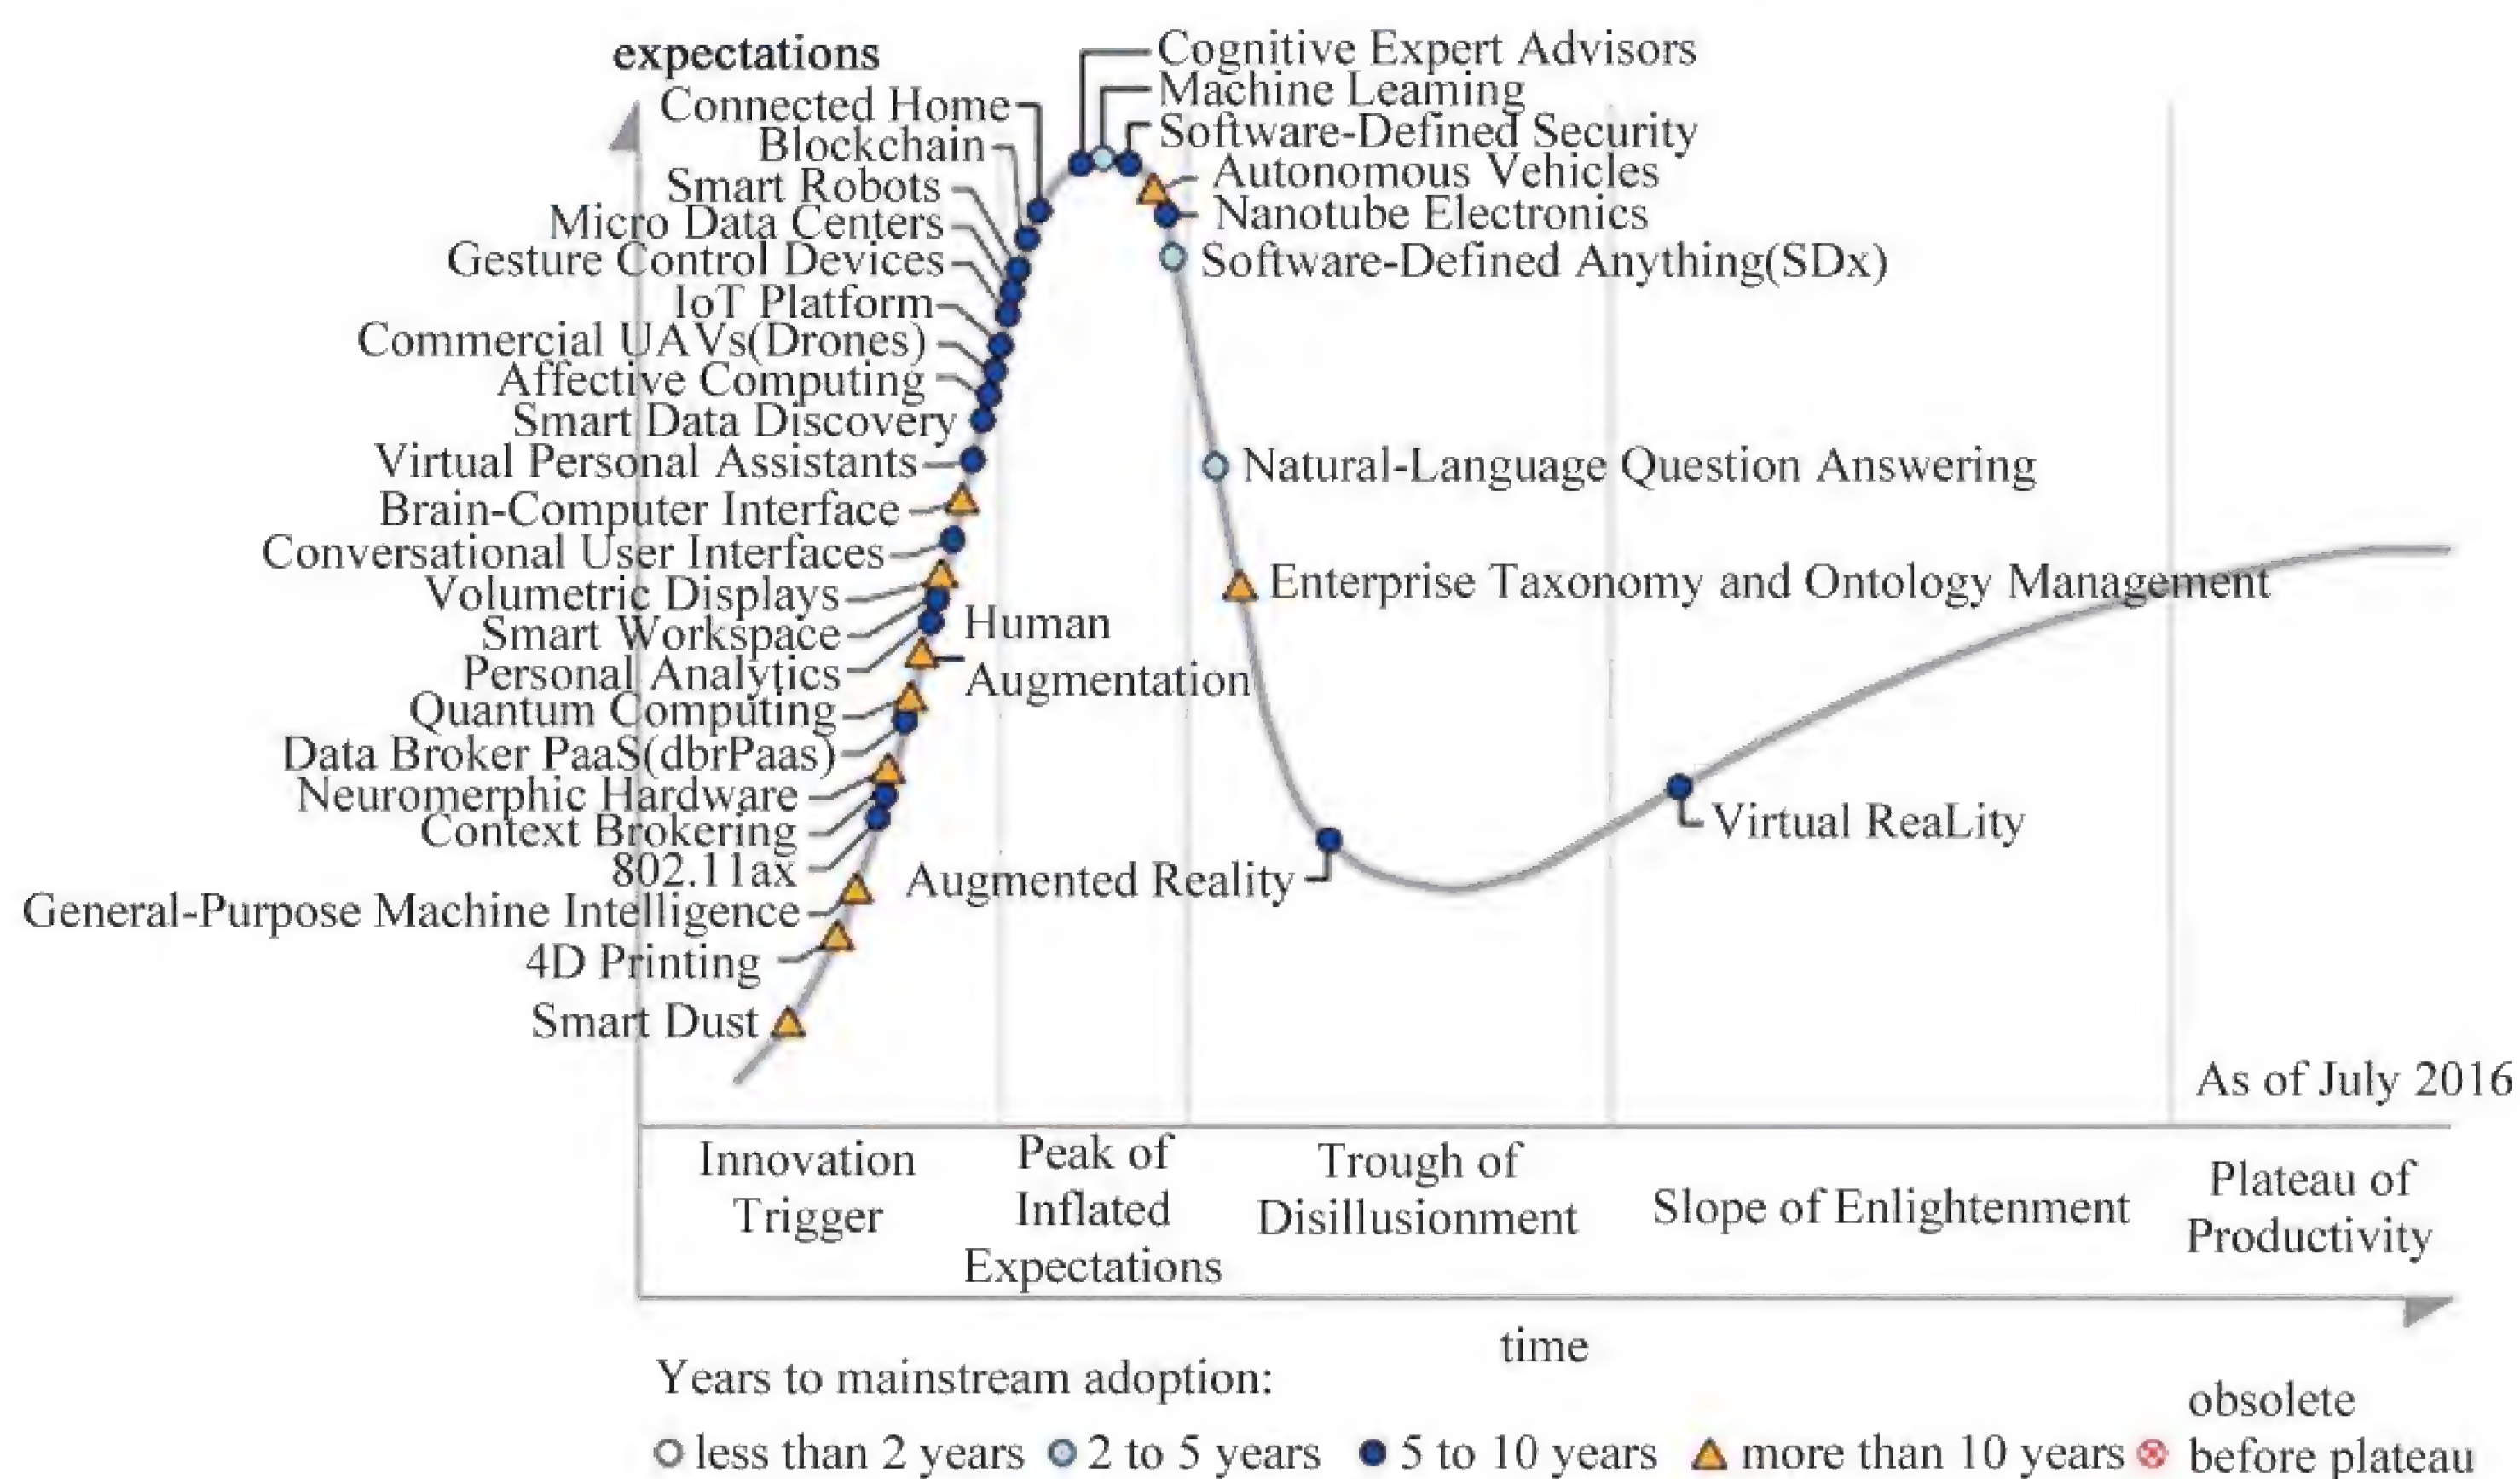 expectations
Cognitive Expert Advisors
Connected Home
Machine Leaming
Blockchain
Software-Defined Security
Smart Robots
Autonomous Vehicles
Micro Data Centers
Nanotube Electronics
Gesture Control Devices
Software-Defined Anything(SDx)
IoT Platform
Commercial UAVs(Drones)
Affective Computing
Smart Data Discovery
Virtual Personal Assistants
Natural-Language Question Answering
Brain-Computer Interface
Conversational User Interfaces
Enterprise Taxonomy and Ontology Management
Volumetric Displays
Human
Augmentation
Smart Workspace
Personal Analytics
Quantum Computing
Data Broker PaaS(dbrPaas)
Neuromerphic Hardware
Context Brokering
Virtual ReaLity
802.11ax
Augmented Reality
General-Purpose Machine Intelligence
4D Printing
Smart Dust
As of July 2016
Innovation
Trigger
Peak of
Inflated
Expectations
Trough of
Disillusionment
Slope of Enlightenment
Plateau of
Productivity
time
Years to mainstream adoption:
less than 2 years
2 to 5 years
5 to 10 years
more than 10 years
obsolete
before plateau